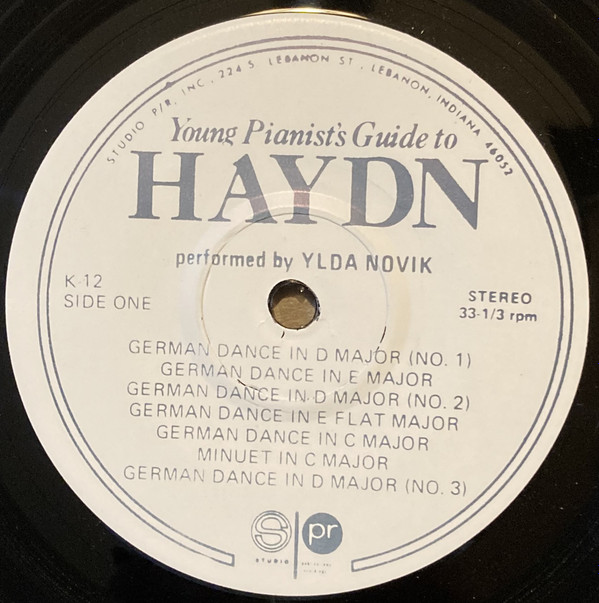 STUDIO P/R, INC., 224 S. LEBANON ST., LEBANON, INDIANA 46052
Young Pianist's Guide to
HAYDN
performed by YLDA NOVIK
K-12
SIDE ONE
STEREO
33-1/3 rpm
GERMAN DANCE IN D MAJOR (NO. 1)
GERMAN DANCE IN E MAJOR
GERMAN DANCE IN D MAJOR (NO. 2)
GERMAN DANCE IN E FLAT MAJOR
GERMAN DANCE IN C MAJOR
MINUET IN C MAJOR
GERMAN DANCE IN D MAJOR (NO. 3)
S pr
STUDIO